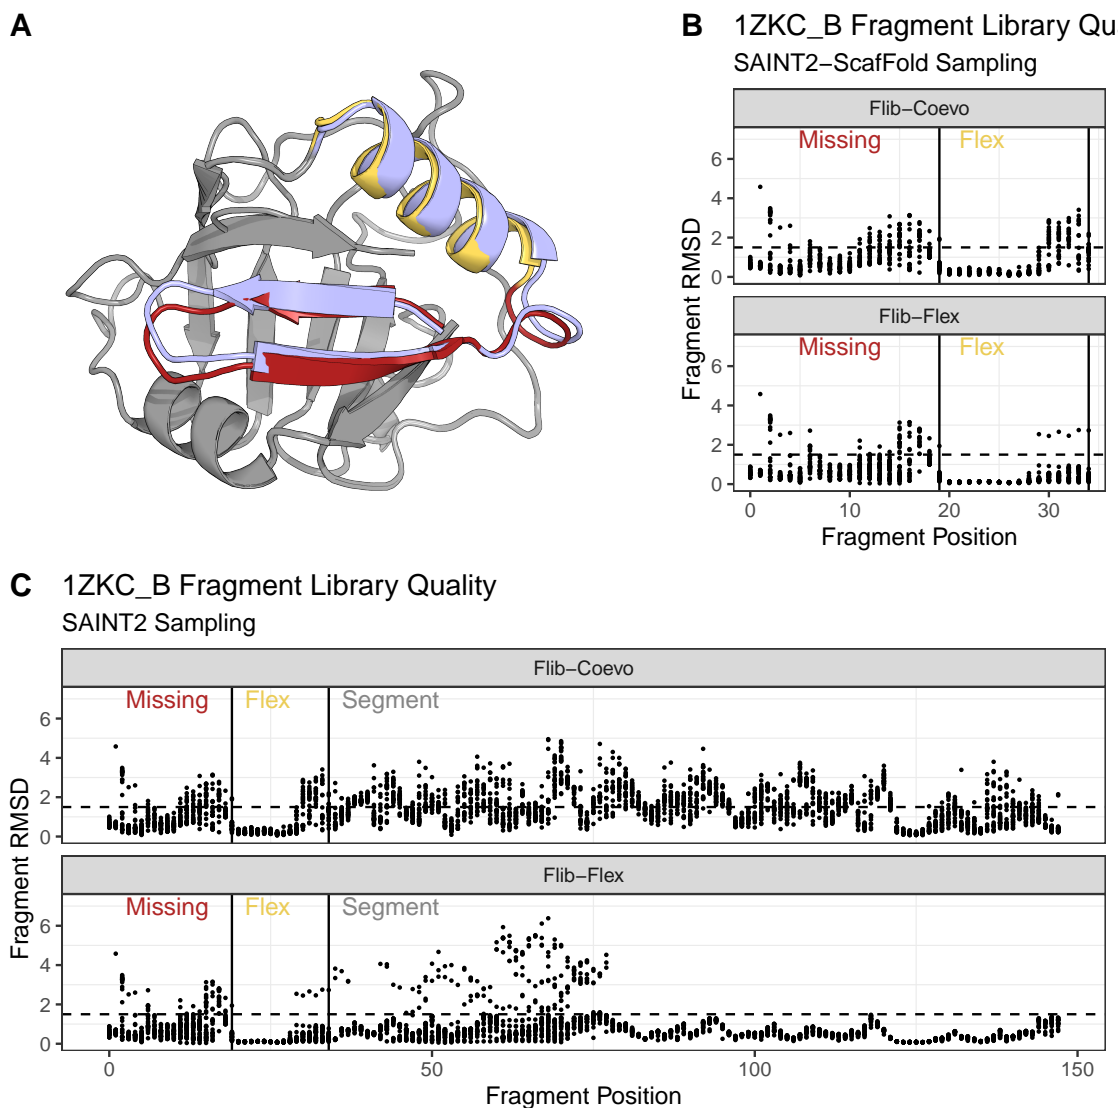 A
B 1ZKC_B Fragment Library Qu
SAINT2−ScafFold Sampling
Flib−Coevo
Missing Flex
6
4
2
0
Flib−Flex
Missing Flex
6
4
2
0
Fragment RMSD
0 10 20 30
Fragment Position
C 1ZKC_B Fragment Library Quality
SAINT2 Sampling
Flib−Coevo
Missing Flex Segment
6
4
2
0
Flib−Flex
Missing Flex Segment
6
4
2
0
Fragment RMSD
0 50 100 150
Fragment Position